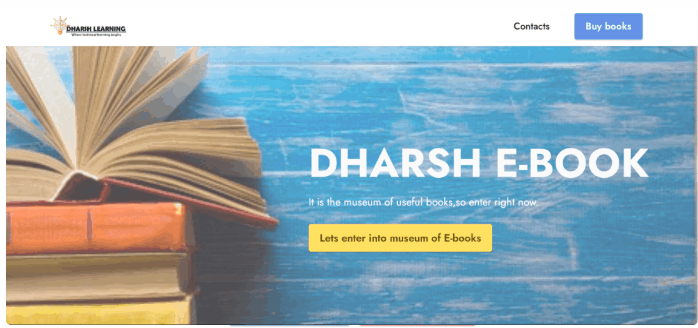 DHARSH LEARNING
Contacts
Buy books
DHARSH E-BOOK
It is the museum of useful books,so enter right now.
Lets enter into museum of E-books